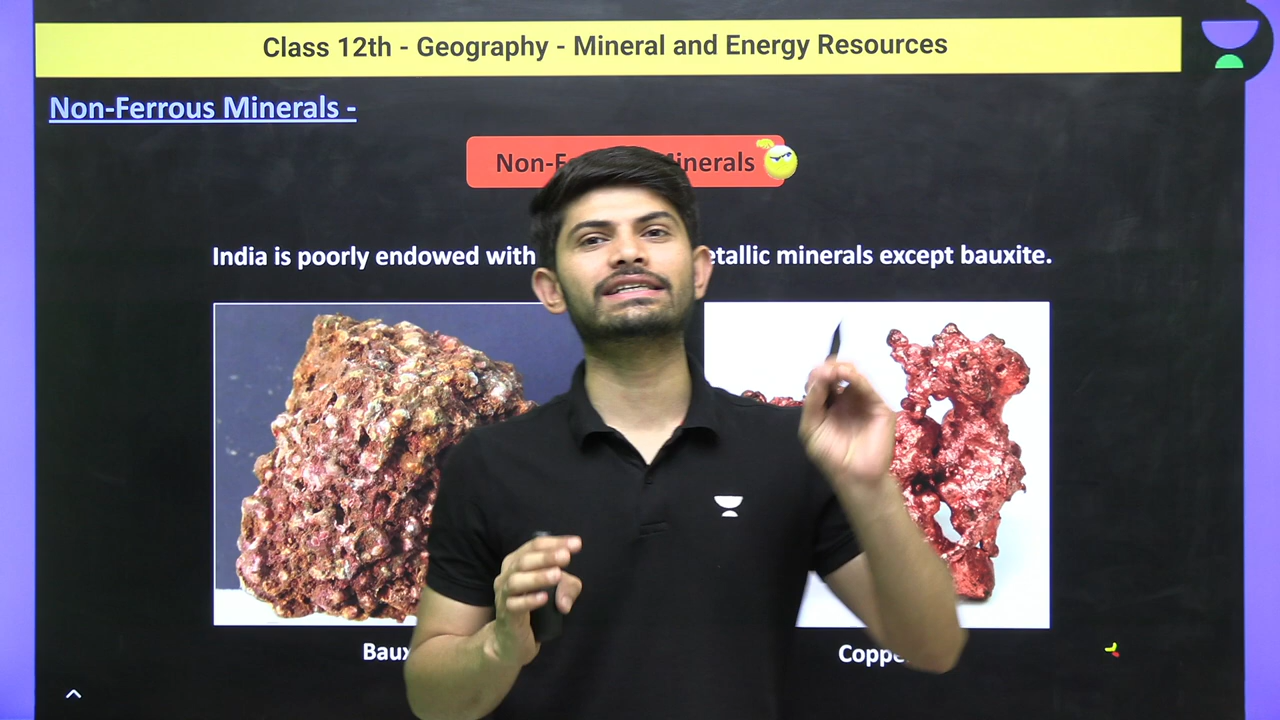 Class 12th - Geography - Mineral and Energy Resources
Non-Ferrous Minerals -
Non-F inerals
India is poorly endowed with etallic minerals except bauxite.
Baux
Coppe